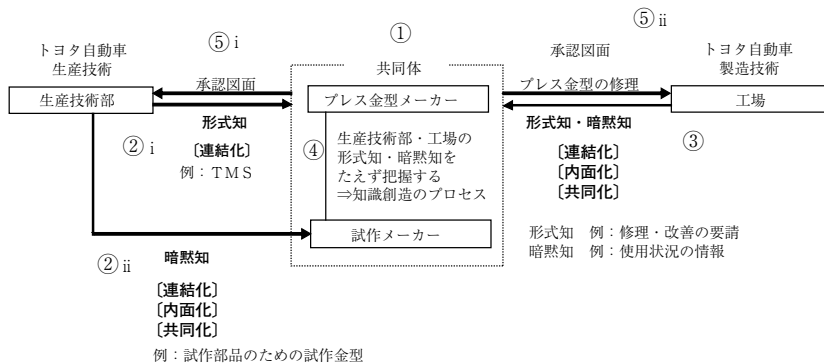 ⑤ i
①
⑤ ii
トヨタ自動車
生産技術
共同体
承認図面
トヨタ自動車
製造技術
承認図面
プレス金型の修理
生産技術部
プレス金型メーカー
工場
② i
形式知
〔連結化〕
例：ＴＭＳ
④
生産技術部・工場の
形式知・暗黙知を
たえず把握する
⇒知識創造のプロセス
形式知・暗黙知
〔連結化〕
〔内面化〕
〔共同化〕
③
試作メーカー
形式知　例：修理・改善の要請
暗黙知　例：使用状況の情報
② ii
暗黙知
〔連結化〕
〔内面化〕
〔共同化〕
例：試作部品のための試作金型